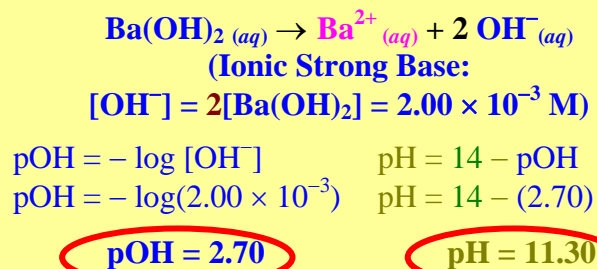 Ba(OH)₂ (aq) → Ba²⁺ (aq) + 2 OH⁻(aq)
(Ionic Strong Base:
[OH⁻] = 2[Ba(OH)₂] = 2.00 × 10⁻³ M)
pOH = − log [OH⁻] pH = 14 − pOH
pOH = − log(2.00 × 10⁻³) pH = 14 − (2.70)
pOH = 2.70 pH = 11.30